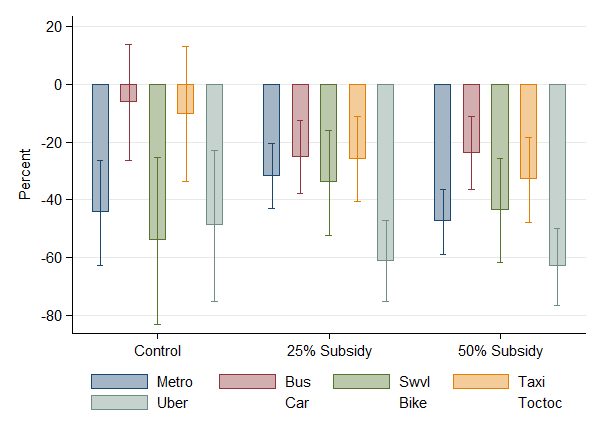 20
0
-20
-40
-60
-80
Percent
Control 25% Subsidy 50% Subsidy
Metro Bus Swvl Taxi
Uber Car Bike Toctoc